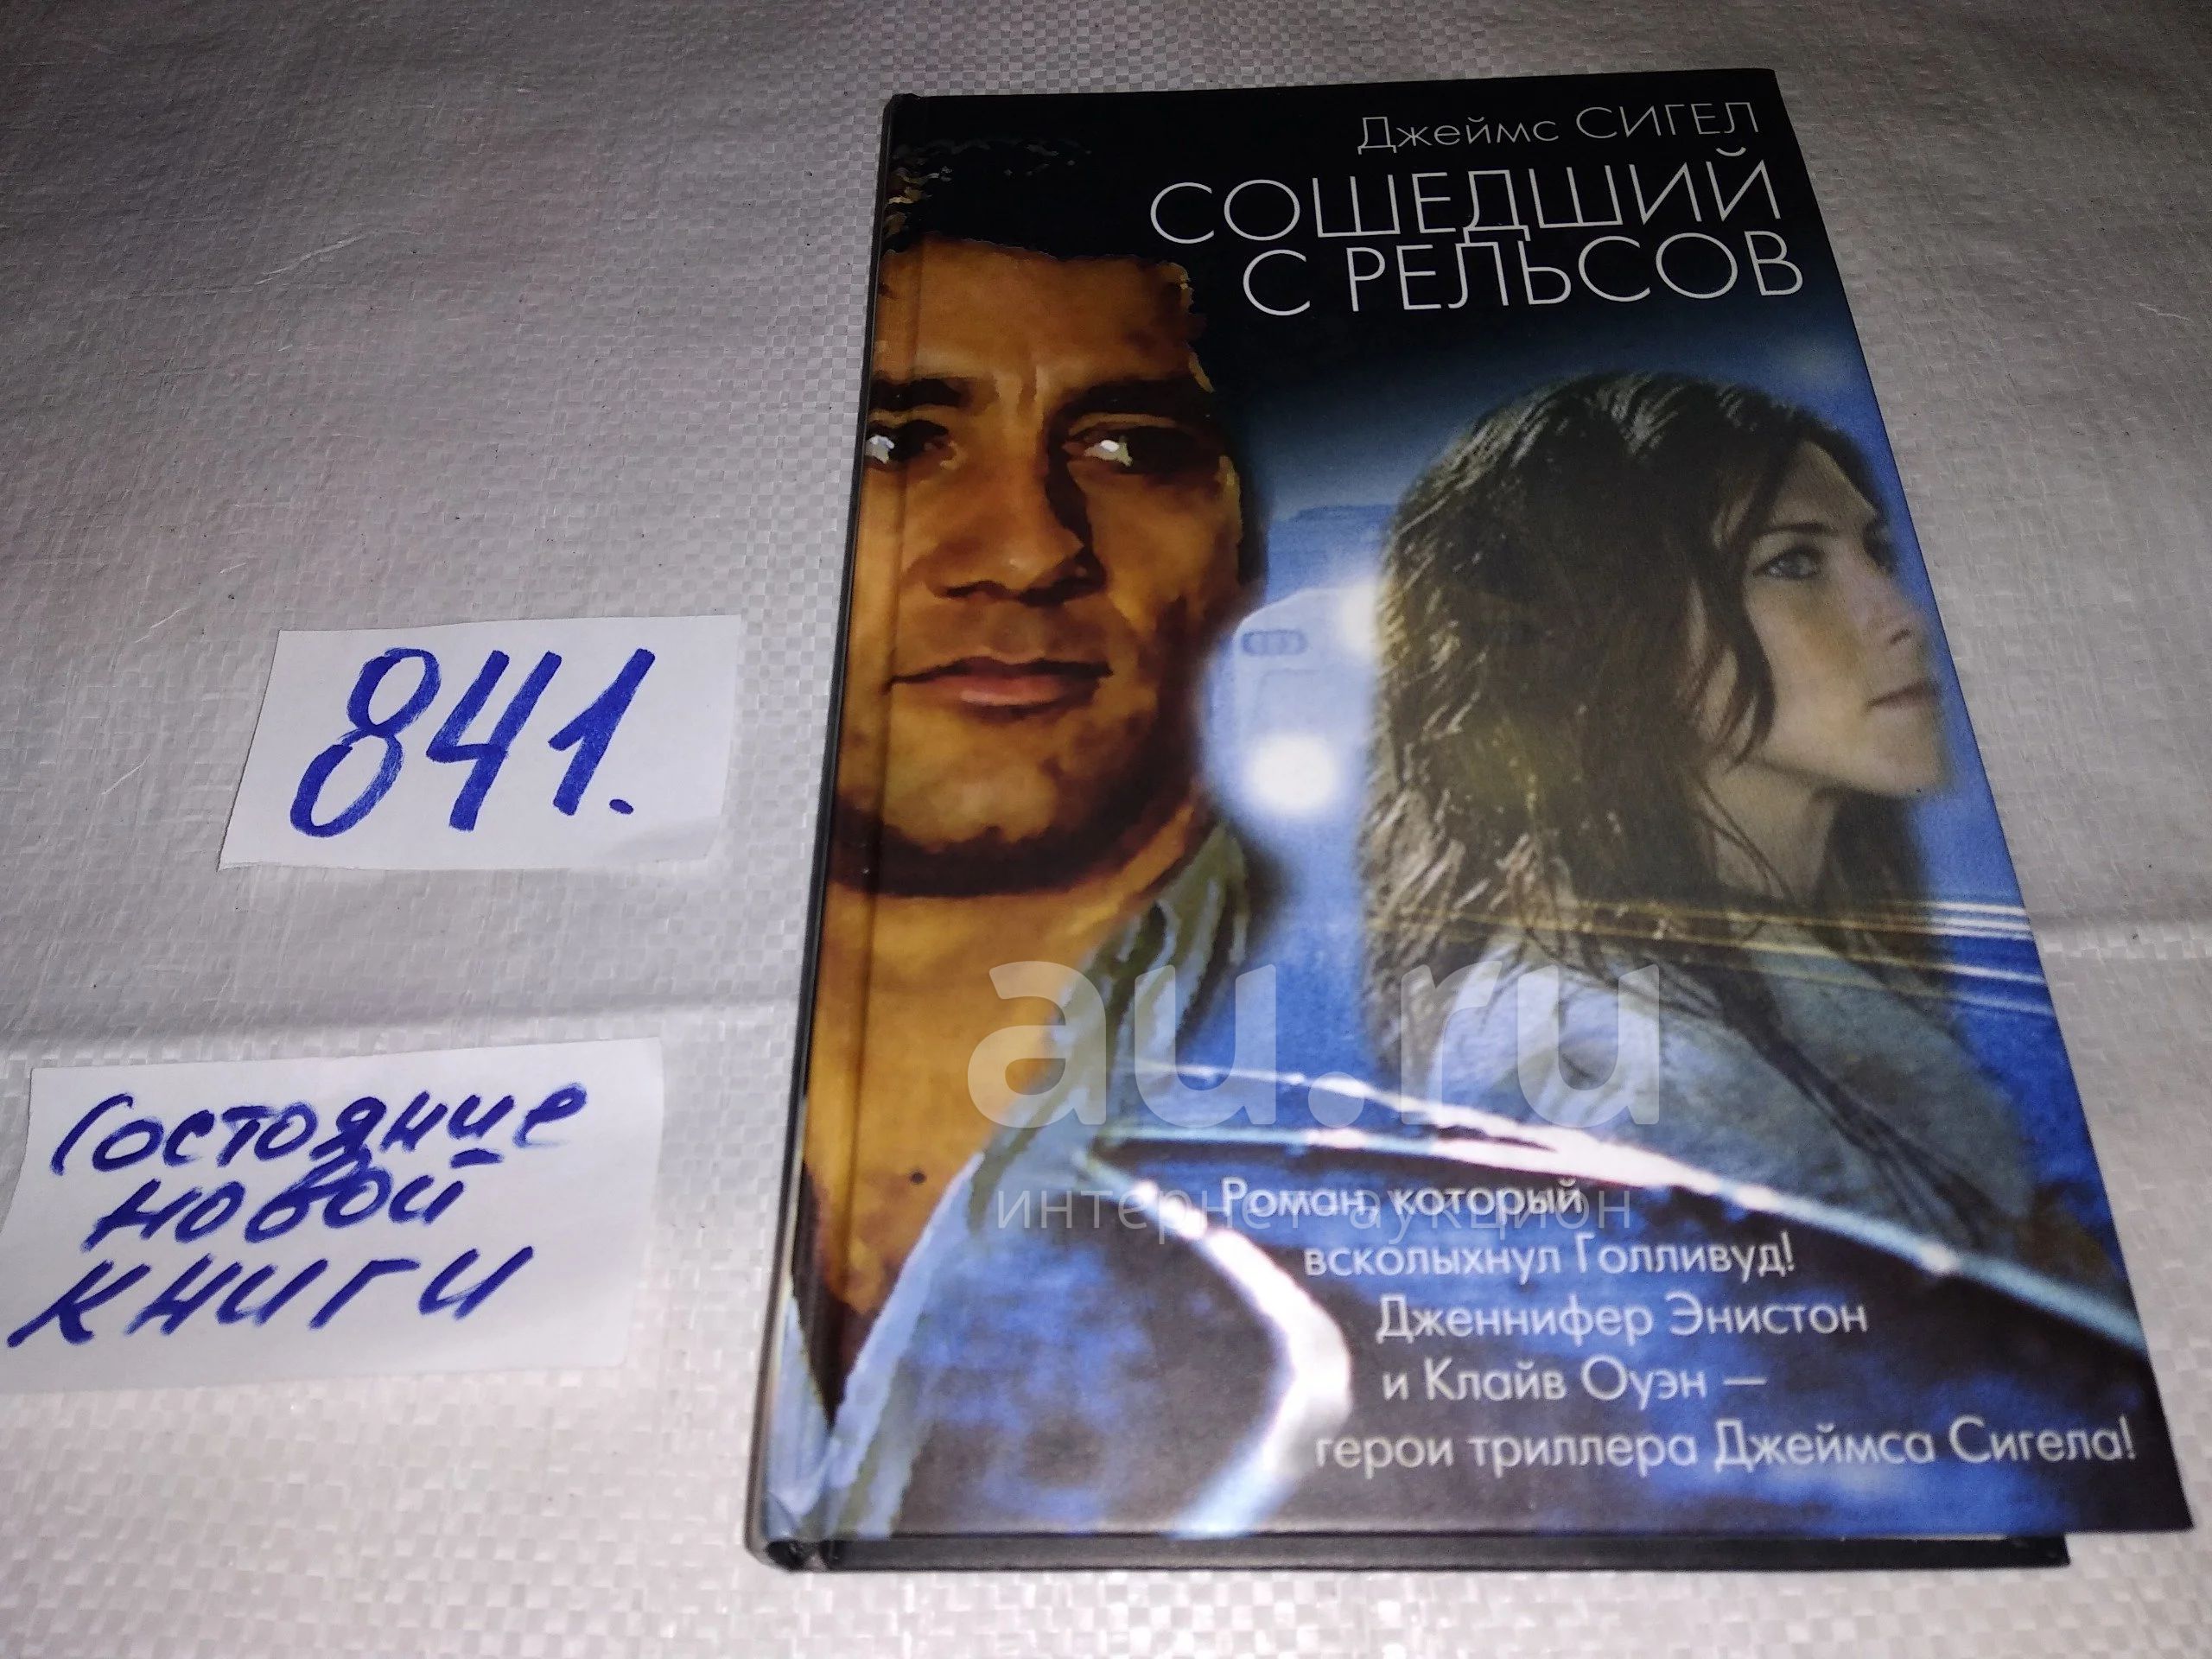 Джеймс СИГЕЛ
СОШЕДШИЙ
С РЕЛЬСОВ
841.
Состояние
новой
книги
au.ru
интернет-аукцион
Роман, который
всколыхнул Голливуд!
Дженнифер Энистон
и Клайв Оуэн —
герои триллера Джеймса Сигела!